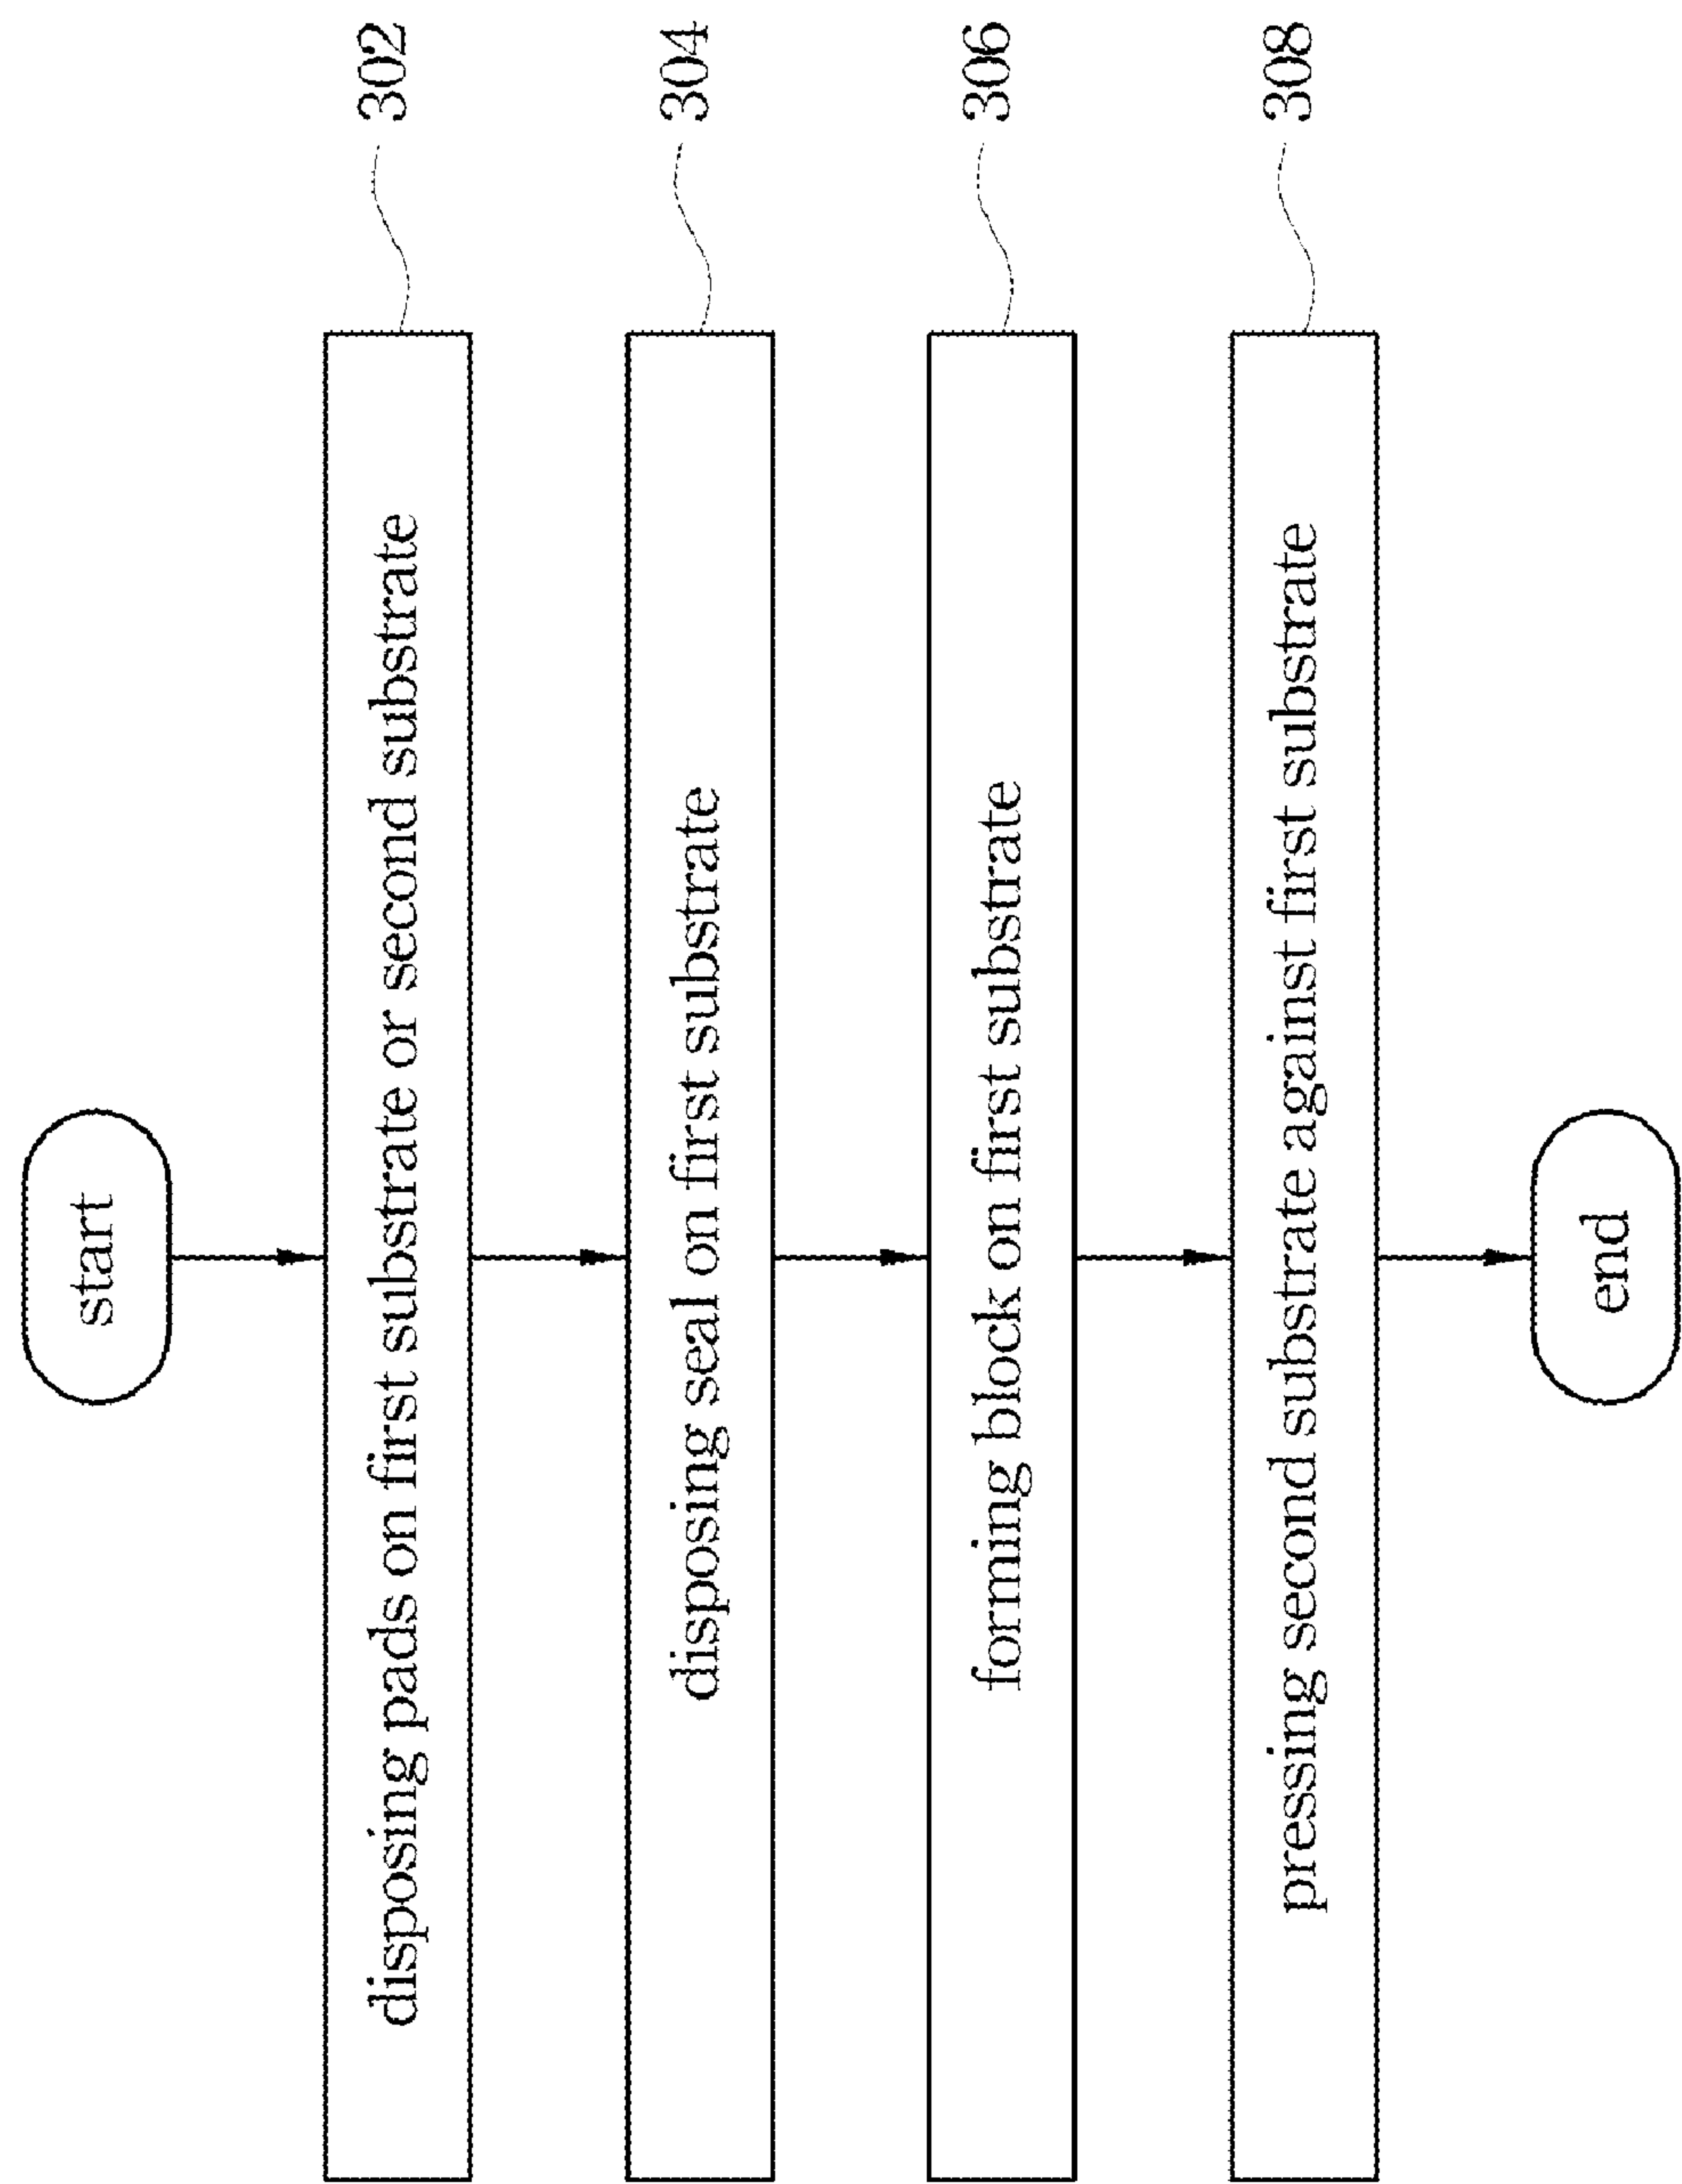 start
disposing pads on first substrate or second substrate
302
disposing seal on first substrate
304
forming block on first substrate
306
pressing second substrate against first substrate
308
end